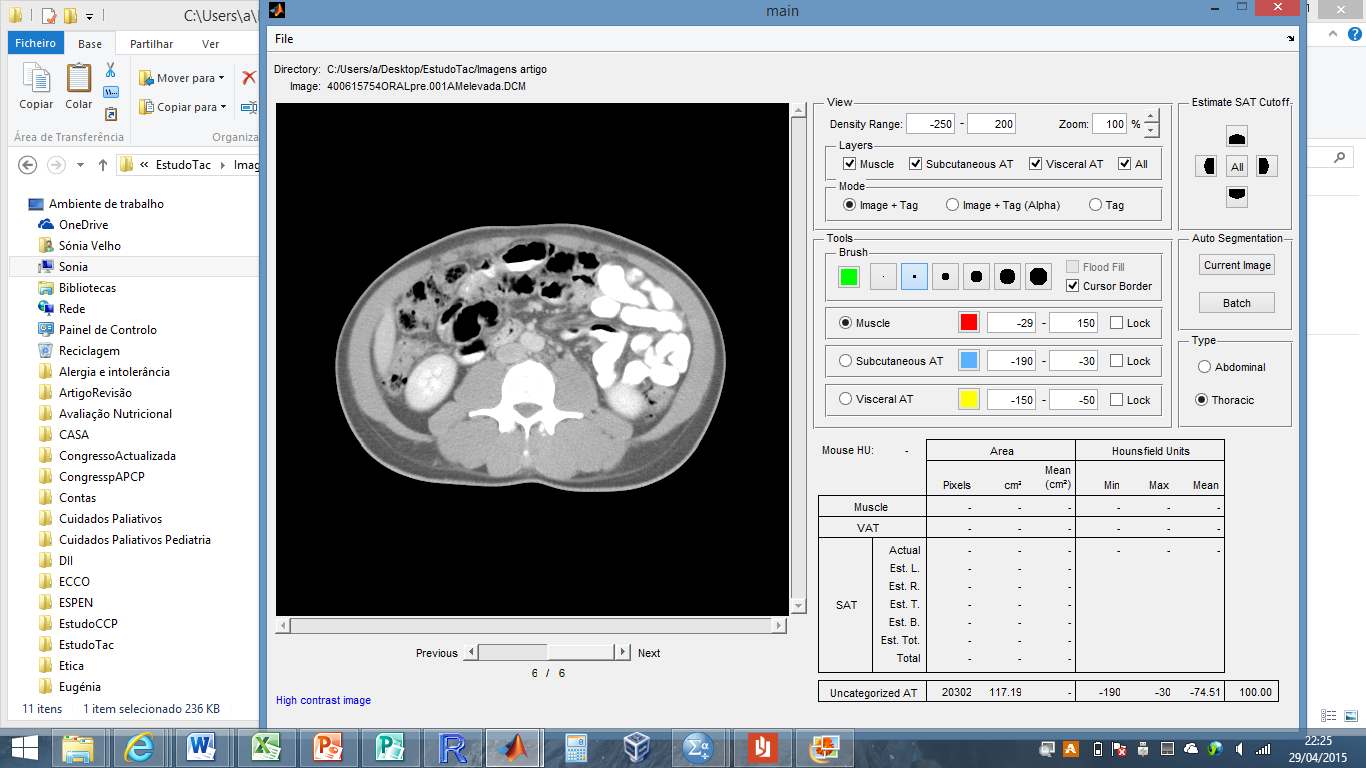 C:\Users\a\
Ficheiro Base Partilhar Ver
Copiar Colar Mover para
Copiar para
Área de Transferência Organiza
« EstudoTac Imag
Ambiente de trabalho
OneDrive
Sónia Velho
Sonia
Bibliotecas
Rede
Painel de Controlo
Reciclagem
Alergia e intolerância
ArtigoRevisão
Avaliação Nutricional
CASA
CongressoActualizada
CongresspAPCP
Contas
Cuidados Paliativos
Cuidados Paliativos Pediatria
DII
ECCO
ESPEN
EstudoCCP
EstudoTac
Etica
Eugénia
11 itens 1 item selecionado 236 KB
main
File
Directory: C:/Users/a/Desktop/EstudoTac/Imagens artigo
Image: 400615754ORALpre.001AMelevada.DCM
Previous Next
6 / 6
High contrast image
View
Density Range: -250 - 200 Zoom: 100 %
Layers
Muscle Subcutaneous AT Visceral AT All
Mode
Image + Tag Image + Tag (Alpha) Tag
Tools
Brush
Flood Fill
Cursor Border
Muscle -29 - 150 Lock
Subcutaneous AT -190 - -30 Lock
Visceral AT -150 - -50 Lock
Estimate SAT Cutoff
All
Auto Segmentation
Current Image
Batch
Type
Abdominal
Thoracic
Mouse HU: - Area Hounsfield Units
Pixels cm² Mean (cm²) Min Max Mean
Muscle - - - - - -
VAT - - - - - -
SAT
Actual - - - - - -
Est. L. - - -
Est. R. - - -
Est. T. - - -
Est. B. - - -
Est. Tot. - - -
Total - - -
Uncategorized AT 20302 117.19 - -190 -30 -74.51 100.00
22:25
29/04/2015